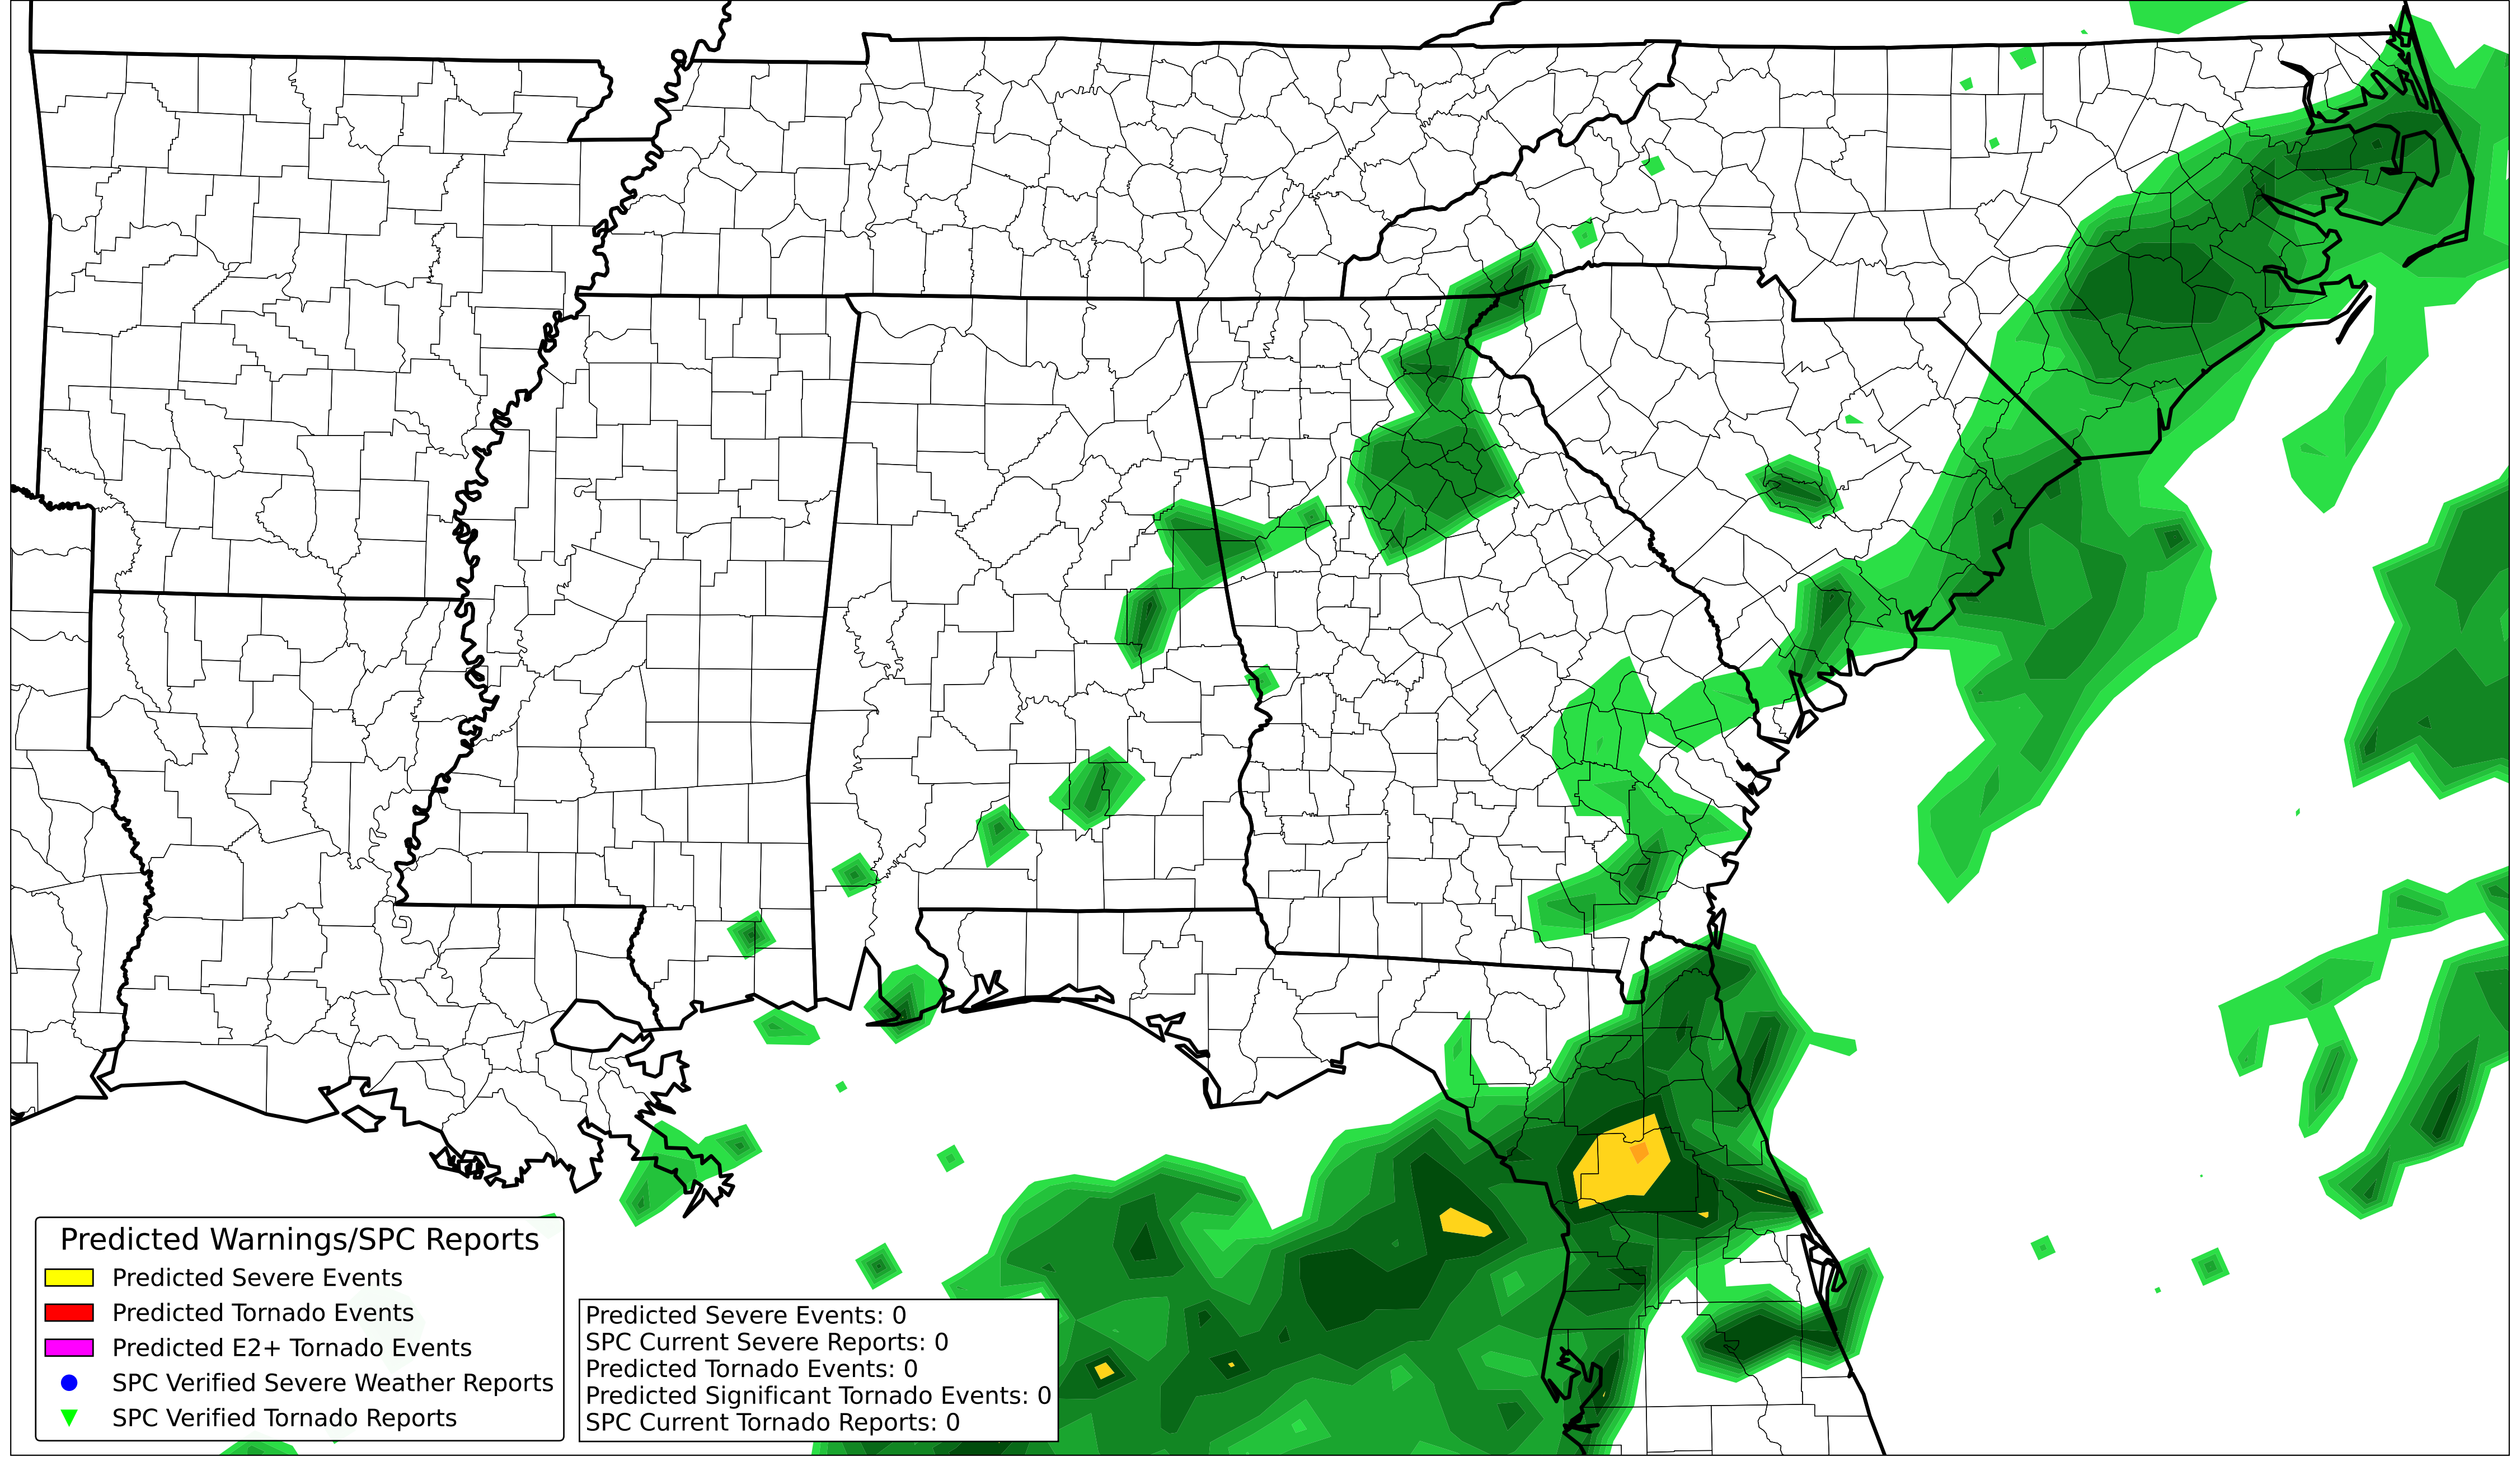 Predicted Warnings/SPC Reports
Predicted Severe Events
Predicted Tornado Events
Predicted E2+ Tornado Events
SPC Verified Severe Weather Reports
SPC Verified Tornado Reports
Predicted Severe Events: 0
SPC Current Severe Reports: 0
Predicted Tornado Events: 0
Predicted Significant Tornado Events: 0
SPC Current Tornado Reports: 0